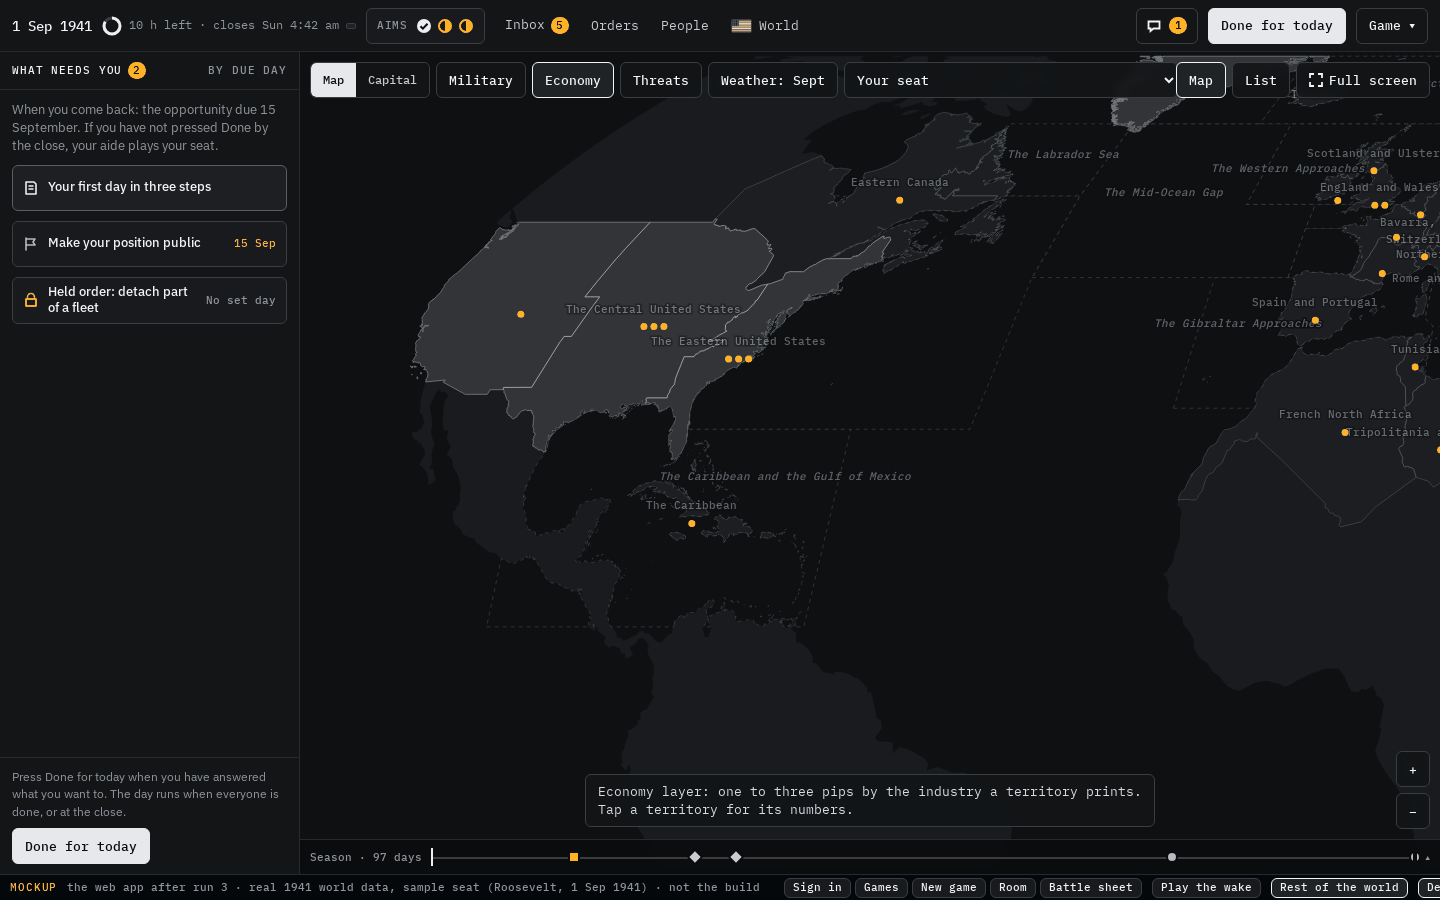 1 Sep 1941
10 h left · closes Sun 4:42 am
AIMS
Inbox 5
Orders
People
World
1
Done for today
Game ▾
WHAT NEEDS YOU 2
BY DUE DAY
When you come back: the opportunity due 15
September. If you have not pressed Done by
the close, your aide plays your seat.
Your first day in three steps
Make your position public
15 Sep
Held order: detach part
of a fleet
No set day
Press Done for today when you have answered
what you want to. The day runs when everyone is
done, or at the close.
Done for today
Map
Capital
Military
Economy
Threats
Weather: Sept
Your seat
Map
List
Full screen
The Labrador Sea
Scotland and Ulster
The Western Approaches
Eastern Canada
England and Wales
The Mid-Ocean Gap
Bavaria,
Northe
Rome an
Spain and Portugal
The Central United States
The Gibraltar Approaches
The Eastern United States
Tunisia
French North Africa
Tripolitania a
The Caribbean and the Gulf of Mexico
The Caribbean
Economy layer: one to three pips by the industry a territory prints.
Tap a territory for its numbers.
+
−
Season · 97 days
MOCKUP
the web app after run 3 · real 1941 world data, sample seat (Roosevelt, 1 Sep 1941) · not the build
Sign in
Games
New game
Room
Battle sheet
Play the wake
Rest of the world
De